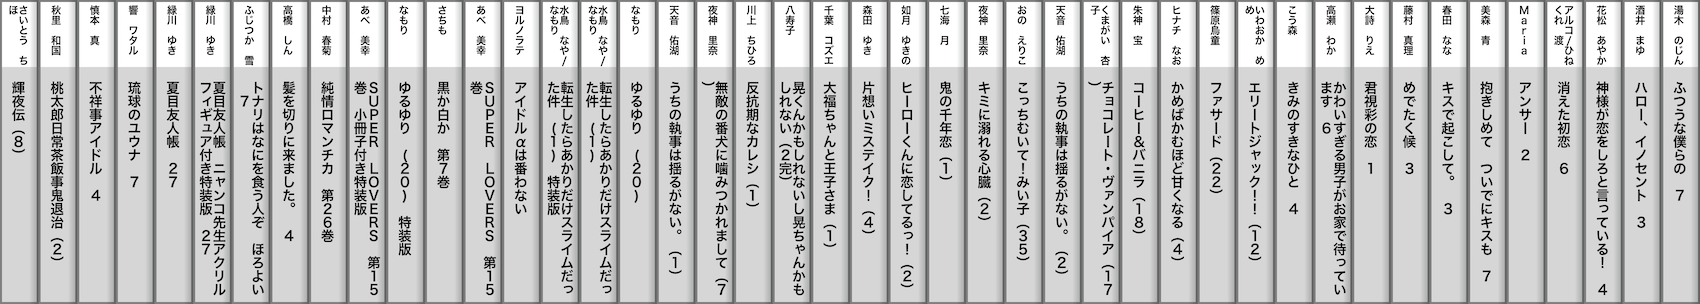 湯木 のじん
ふつうな僕らの 7
酒井 まゆ
ハロー、イノセント 3
花松 あやか
神様が恋をしろと言っている! 4
アルコ/ひねくれ 渡
消えた初恋 6
Maria
アンサー 2
美森 青
抱きしめて ついでにキスも 7
春田 なな
キスで起こして。 3
藤村 真理
めでたく候 3
大詩 りえ
君視彩の恋 1
高瀬 わか
かわいすぎる男子がお家で待っています 6
こう森
きみのすきなひと 4
いわおか めめ
エリートジャック!!(12)
篠原烏童
ファサード(22)
ヒナチ なお
かめばかむほど甘くなる(4)
朱神 宝
コーヒー&バニラ(18)
くまがい 杏子
チョコレート・ヴァンパイア(17)
天音 佑湖
うちの執事は揺るがない。(2)
おの えりこ
こっちむいて!みい子(35)
夜神 里奈
キミに溺れる心臓(2)
七海 月
鬼の千年恋(1)
如月 ゆきの
ヒーローくんに恋してるっ!(2)
森田 ゆき
片想いミステイク!(4)
千葉 コズエ
大福ちゃんと王子さま(1)
八寿子
晃くんかもしれないし晃ちゃんかもしれない(2完)
川上 ちひろ
反抗期なカレシ(1)
夜神 里奈
無敵の番犬に噛みつかれまして(7)
天音 佑湖
うちの執事は揺るがない。(1)
なもり
ゆるゆり (20)
水鳥 なや/なもり
転生したらあかりだけスライムだった件 (1)
水鳥 なや/なもり
転生したらあかりだけスライムだった件 (1) 特装版
ヨルノラテ
アイドルαは番わない
あべ 美幸
SUPER LOVERS 第15巻
さちも
黒か白か 第7巻
なもり
ゆるゆり (20) 特装版
あべ 美幸
SUPER LOVERS 第15巻 小冊子付き特装版
中村 春菊
純情ロマンチカ 第26巻
高橋 しん
髪を切りに来ました。 4
ふじつか 雪
トナリはなにを食う人ぞ ほろよい 7
緑川 ゆき
夏目友人帳 ニャンコ先生アクリルフィギュア付き特装版 27
緑川 ゆき
夏目友人帳 27
響 ワタル
琉球のユウナ 7
慎本 真
不祥事アイドル 4
秋里 和国
桃太郎日常茶飯事鬼退治(2)
さいとう ちほ
輝夜伝(8)